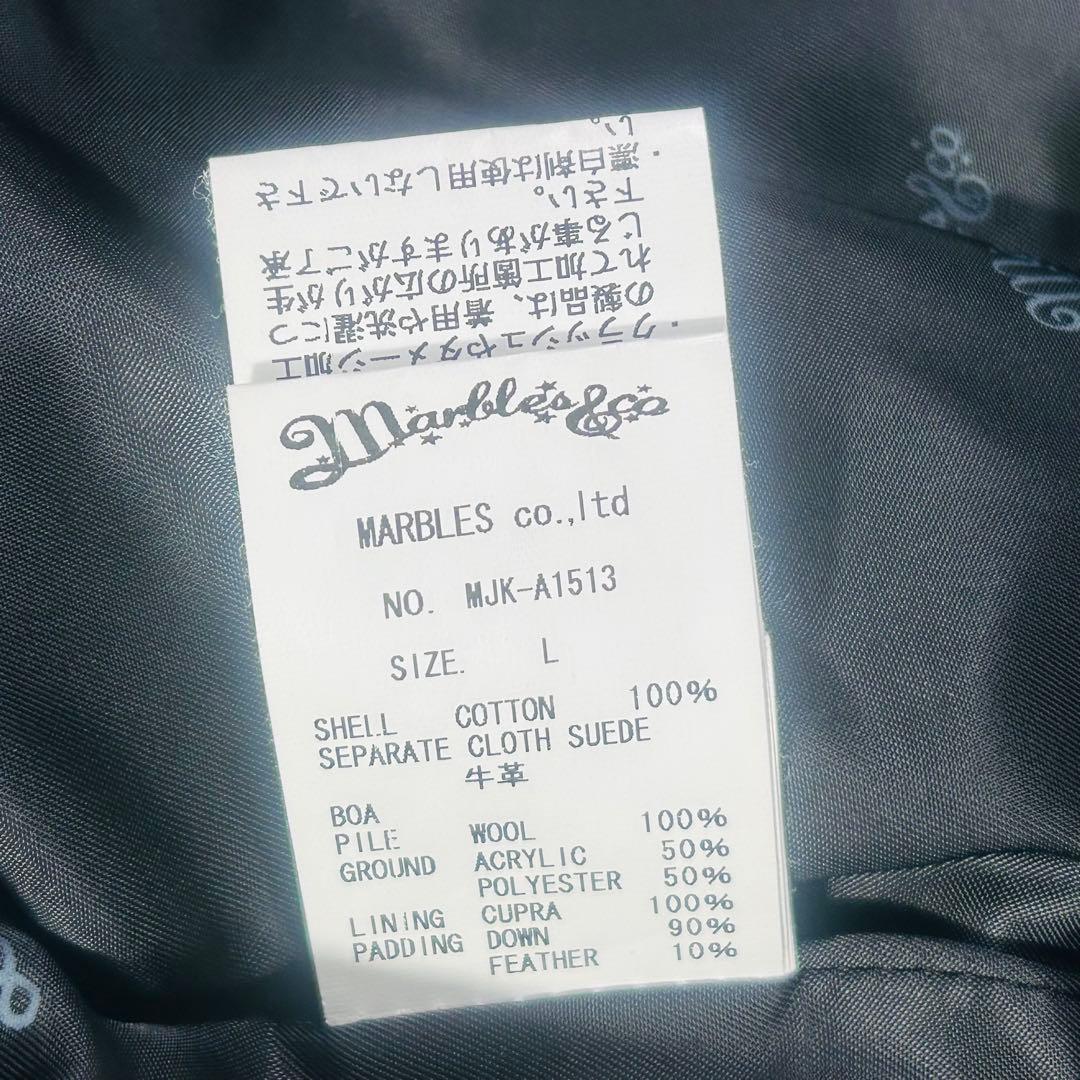 ・クラッシュやダメージ加工
の製品は、着用や洗濯につ
れて加工箇所の広がりが生
じる事がありますがご了承
下さい。
・漂白剤は使用しないで下さ
い。
Marbles&co
MARBLES co.,ltd
NO. MJK-A1513
SIZE. L
SHELL COTTON 100%
SEPARATE CLOTH SUEDE
牛革
BOA
PILE WOOL 100%
GROUND ACRYLIC 50%
POLYESTER 50%
LINING CUPRA 100%
PADDING DOWN 90%
FEATHER 10%
&co